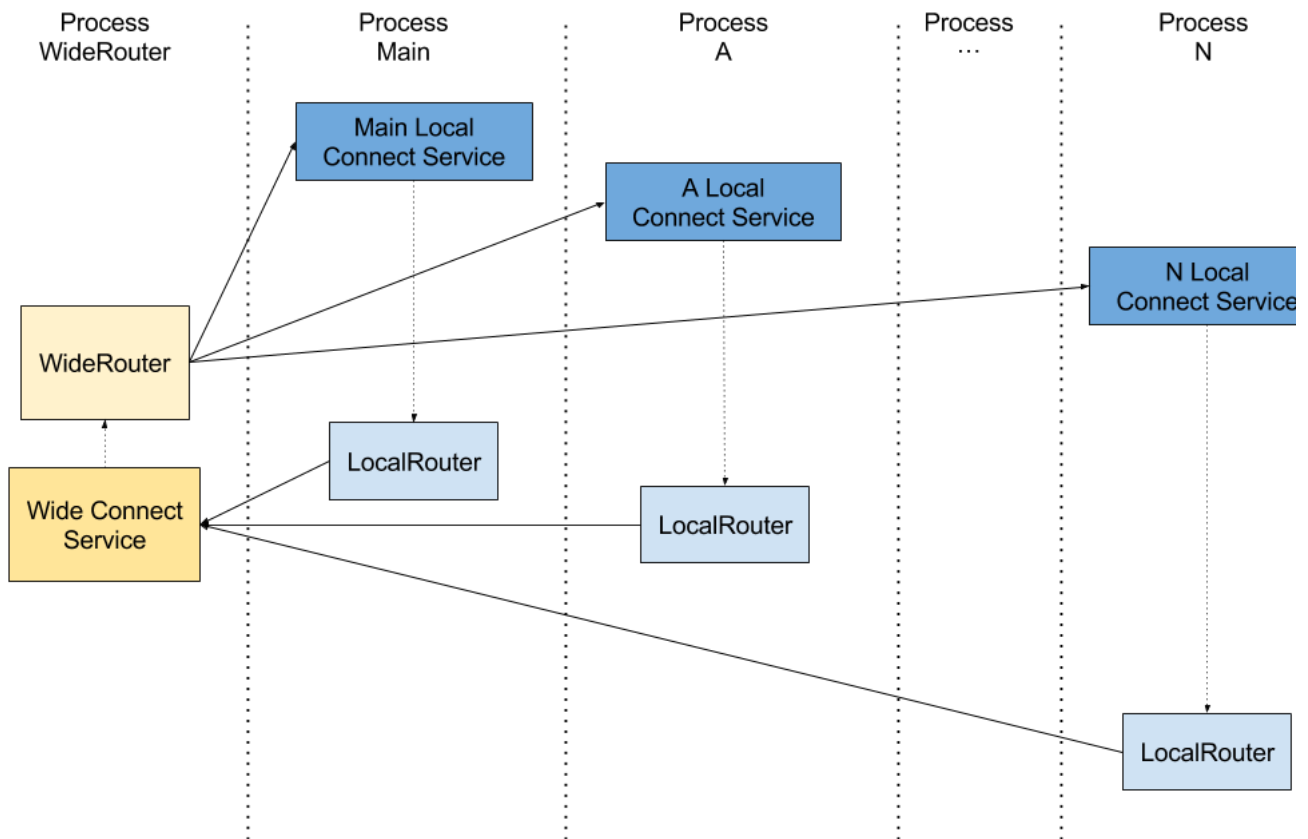 Process
WideRouter
Process
Main
Process
A
Process
...
Process
N
Main Local
Connect Service
A Local
Connect Service
N Local
Connect Service
WideRouter
LocalRouter
Wide Connect
Service
LocalRouter
LocalRouter